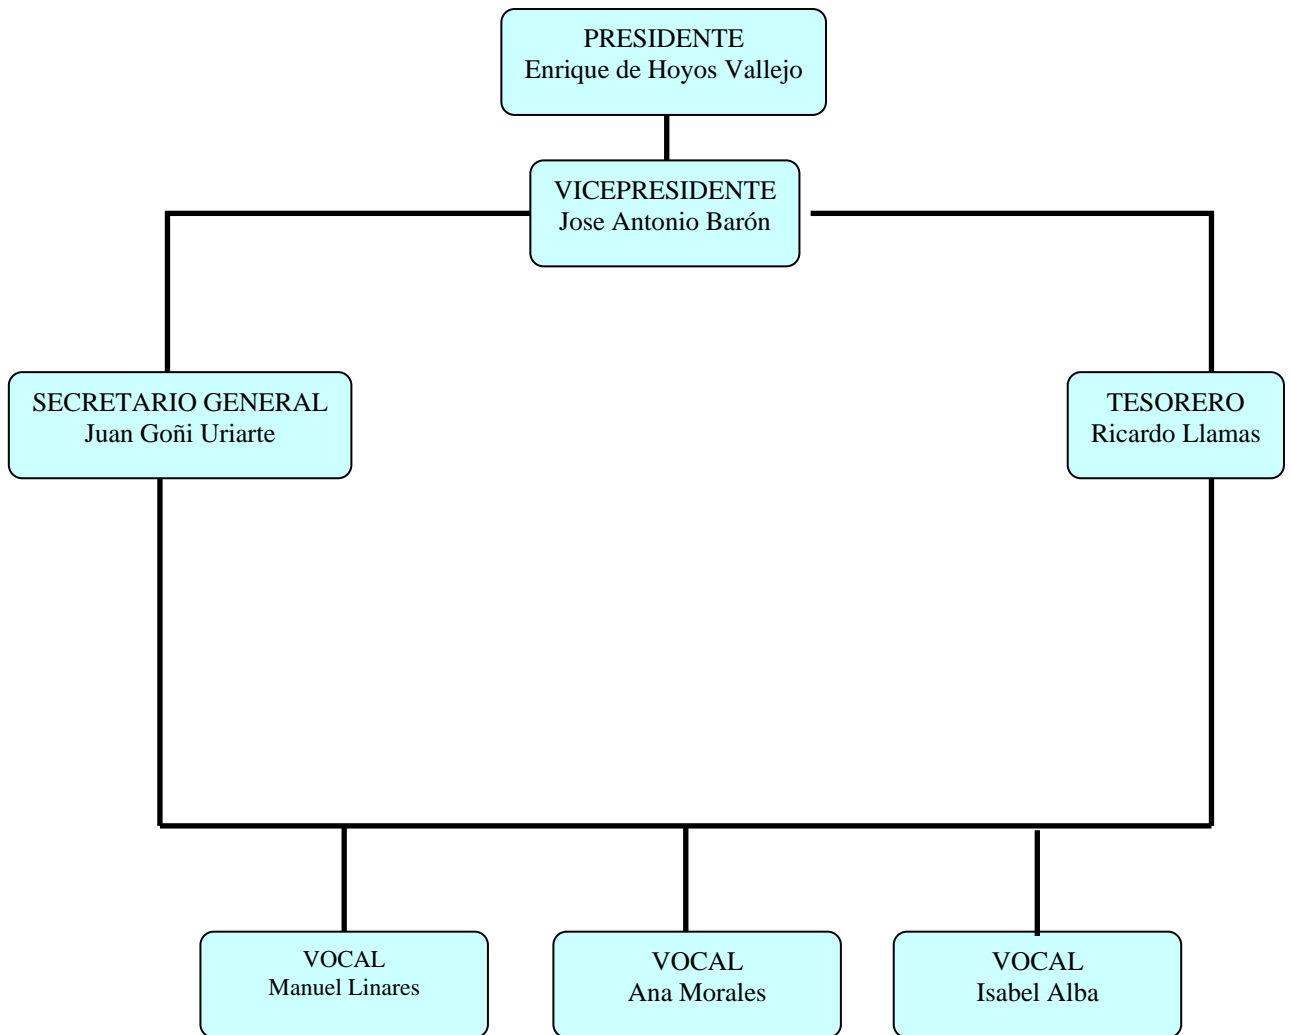 PRESIDENTE
Enrique de Hoyos Vallejo
VICEPRESIDENTE
Jose Antonio Barón
SECRETARIO GENERAL
Juan Goñi Uriarte
TESORERO
Ricardo Llamas
VOCAL
Manuel Linares
VOCAL
Ana Morales
VOCAL
Isabel Alba